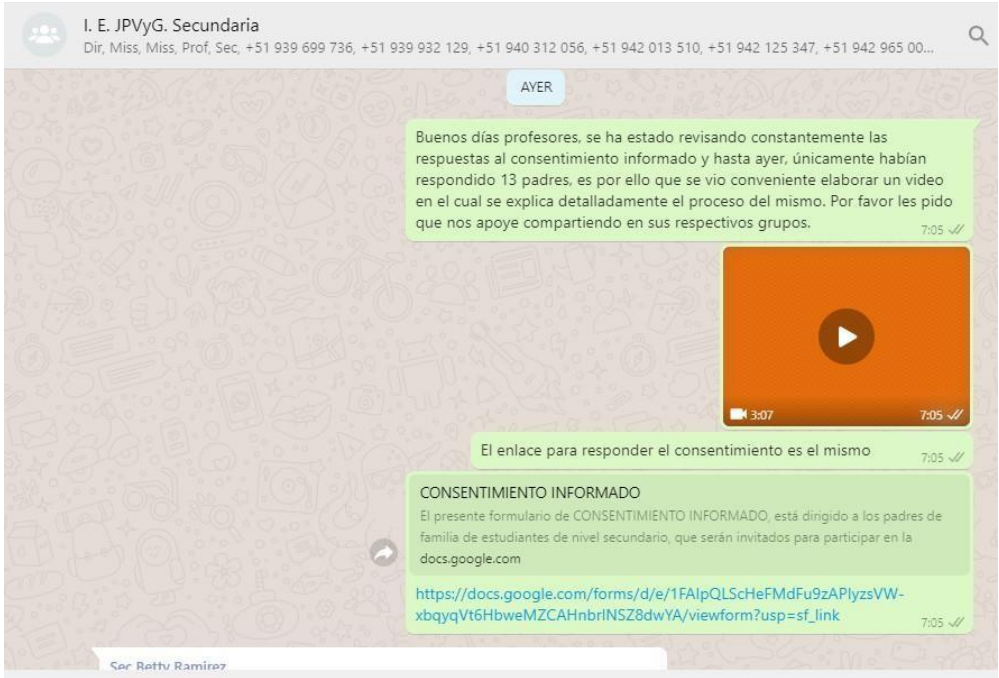 I. E. JPVyG. Secundaria
Dir, Miss, Miss, Prof, Sec, +51 939 699 736, +51 939 932 129, +51 940 312 056, +51 942 013 510, +51 942 125 347, +51 942 965 00...
AYER
Buenos días profesores, se ha estado revisando constantemente las
respuestas al consentimiento informado y hasta ayer, únicamente habían
respondido 13 padres, es por ello que se vio conveniente elaborar un video
en el cual se explica detalladamente el proceso del mismo. Por favor les pido
que nos apoye compartiendo en sus respectivos grupos.
7:05
3:07
7:05
El enlace para responder el consentimiento es el mismo
7:05
CONSENTIMIENTO INFORMADO
El presente formulario de CONSENTIMIENTO INFORMADO, está dirigido a los padres de
familia de estudiantes de nivel secundario, que serán invitados para participar en la
docs.google.com
https://docs.google.com/forms/d/e/1FAIpQLScHeFMdFu9zAPlyzsVW-
xbqyqVt6HbweMZCAHnbrINSZ8dwYA/viewform?usp=sf_link
7:05
Sec Betty Ramirez